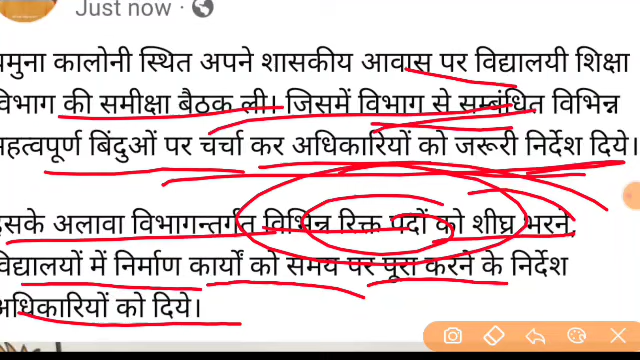 Just now ·
यमुना कालोनी स्थित अपने शासकीय आवास पर विद्यालयी शिक्षा
विभाग की समीक्षा बैठक ली। जिसमें विभाग से सम्बंधित विभिन्न
महत्वपूर्ण बिंदुओं पर चर्चा कर अधिकारियों को जरूरी निर्देश दिये।
इसके अलावा विभागन्तर्गत विभिन्न रिक्त पदों को शीघ्र भरने,
विद्यालयों में निर्माण कार्यों को समय पर पूरा करने के निर्देश
अधिकारियों को दिये।